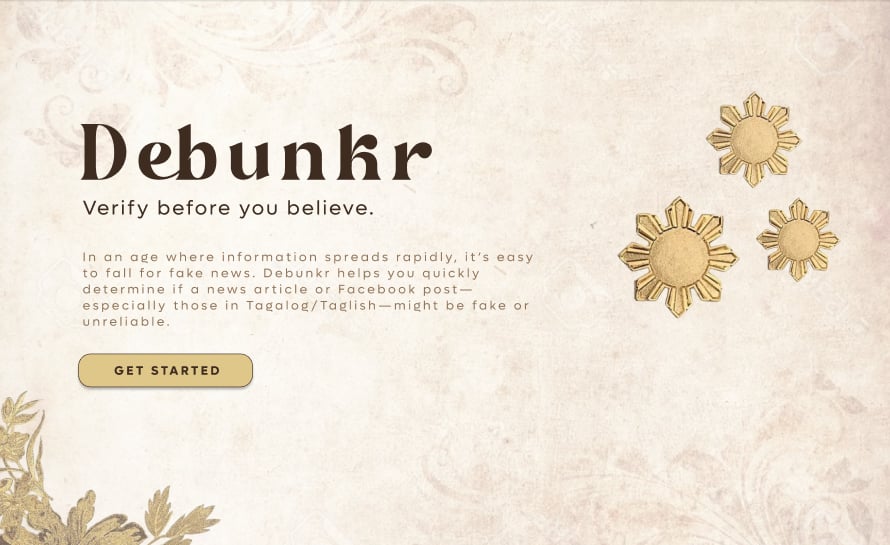 Debunkr
Verify before you believe.
In an age where information spreads rapidly, it's easy
to fall for fake news. Debunkr helps you quickly
determine if a news article or Facebook post—
especially those in Tagalog/Taglish—might be fake or
unreliable.
GET STARTED